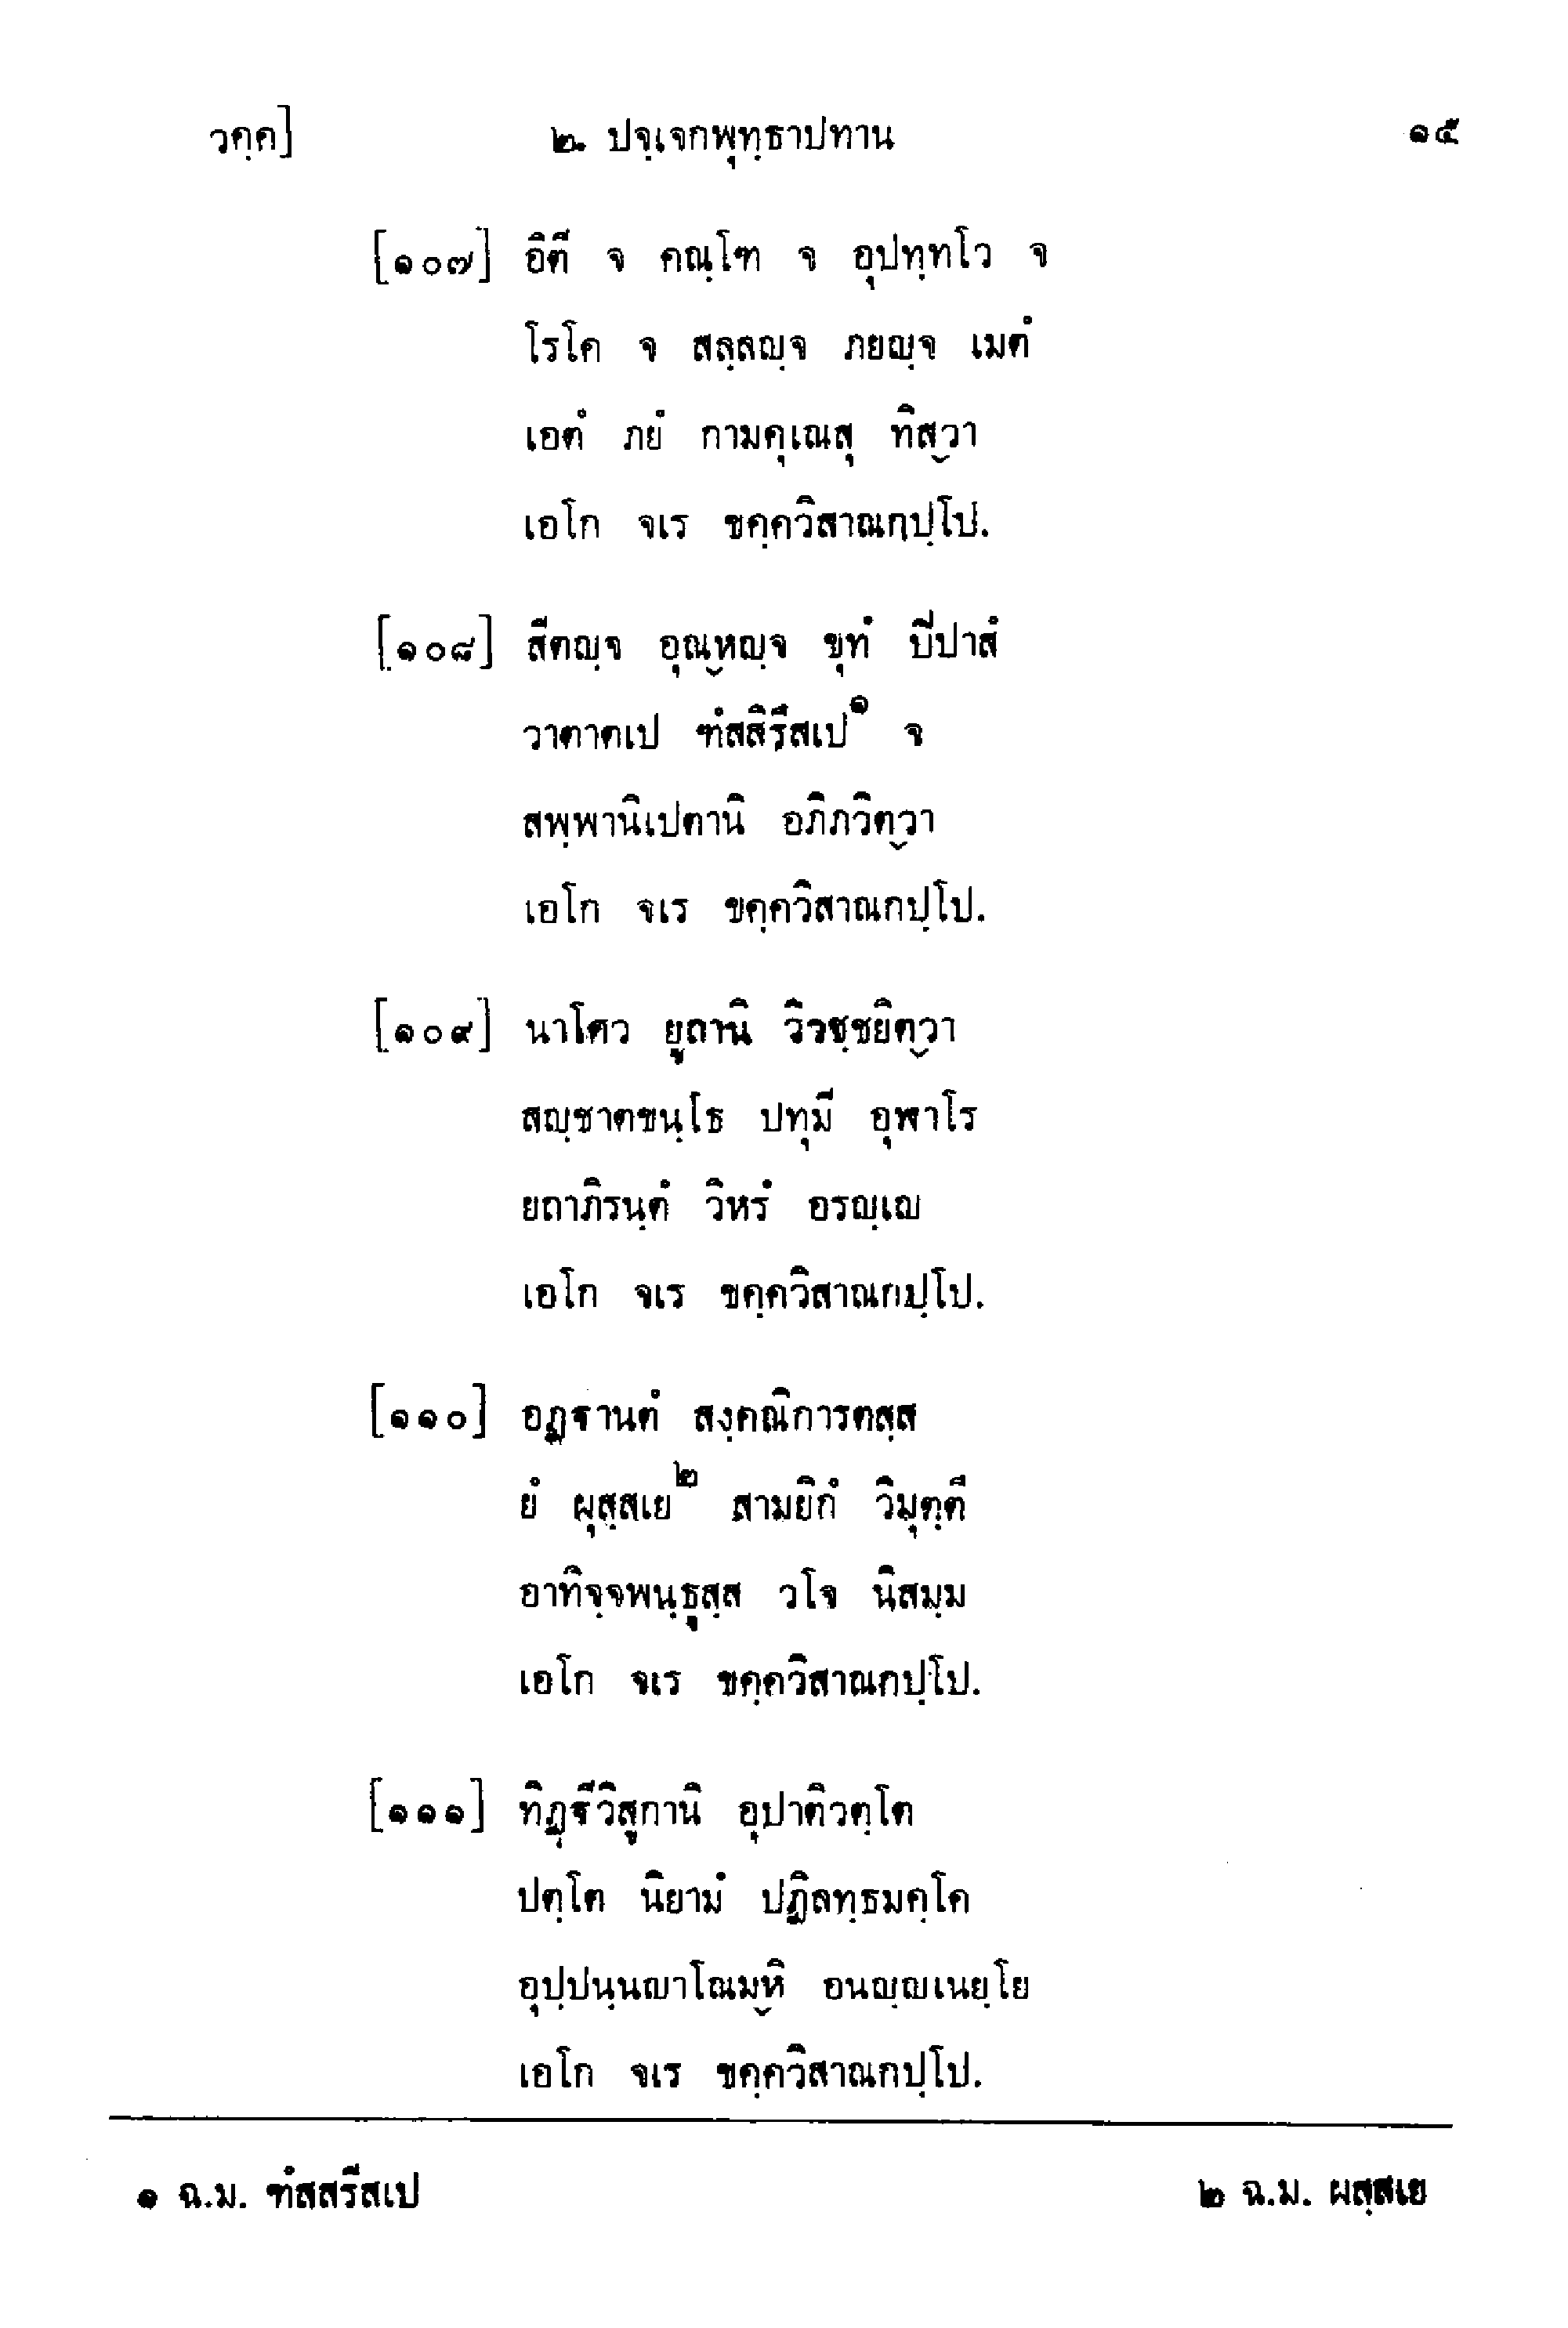 วคฺค] ๒. ปจฺเจกพุทฺธาปทาน ๑๕
[๑๐๗] อิตี จ คณฺโฑ จ อุปทฺทโว จ
โรโค จ สลฺลญฺจ ภยญฺจ เมตํ
เอตํ ภยํ กามคุเณสุ ทิสฺวา
เอโก จเร ขคฺควิสาณกปฺโป.
[๑๐๘] สีตญฺจ อุณฺหญฺจ ขุทํ ปีปาสํ
วาตาตเป ฑํสสิรึสเป๑ จ
สพฺพานิเปตานิ อภิภวิตฺวา
เอโก จเร ขคฺควิสาณกปฺโป.
[๑๐๙] นาโคว ยูถานิ วิวชฺชยิตฺวา
สญฺชาตขนฺโธ ปทุมี อุฬาโร
ยถาภิรนฺตํ วิหรํ อรญฺเญ
เอโก จเร ขคฺควิสาณกปฺโป.
[๑๑๐] อฏฺฐานตํ สงฺคณิการตสฺส
ยํ ผุสฺสเย๒ สามยิกํ วิมุตฺตึ
อาทิจฺจพนฺธุสฺส วโจ นิสมฺม
เอโก จเร ขคฺควิสาณกปฺโป.
[๑๑๑] ทิฏฺฐีวิสูกานิ อุปาติวตฺโต
ปตฺโต นิยามํ ปฏิลทฺธมคฺโค
อุปฺปนฺนญาโณมฺหิ อนญฺญเนยฺโย
เอโก จเร ขคฺควิสาณกปฺโป.
๑ ฉ.ม. ฑํสสรีสเป ๒ ฉ.ม. ผสฺสเย